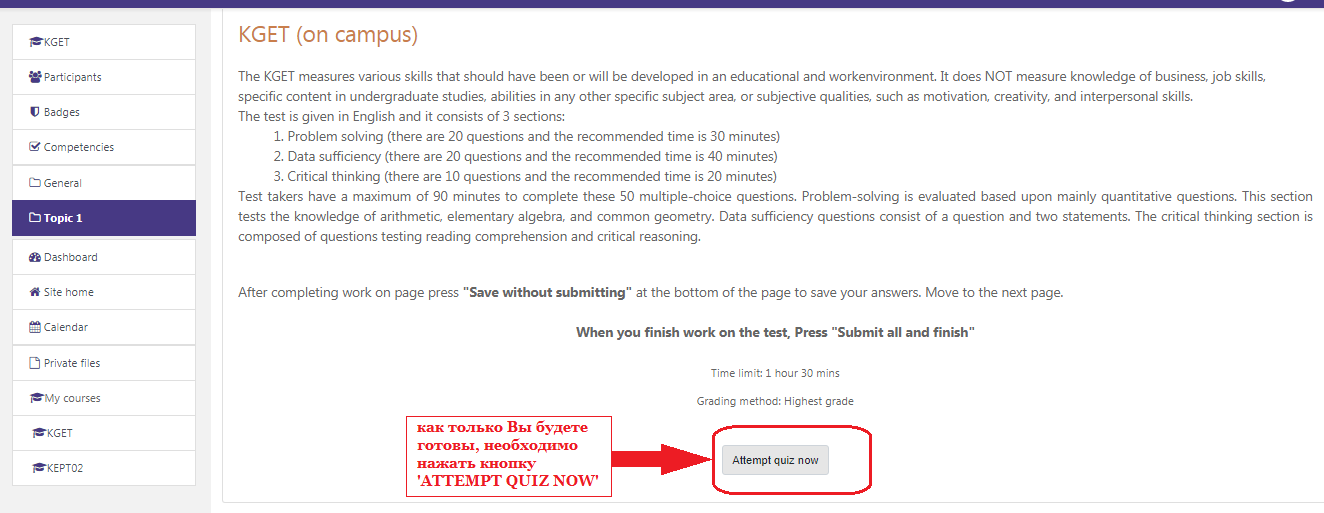 KGET
Participants
Badges
Competencies
General
Topic 1
Dashboard
Site home
Calendar
Private files
My courses
KGET
KEPT02
KGET (on campus)
The KGET measures various skills that should have been or will be developed in an educational and workenvironment. It does NOT measure knowledge of business, job skills,
specific content in undergraduate studies, abilities in any other specific subject area, or subjective qualities, such as motivation, creativity, and interpersonal skills.
The test is given in English and it consists of 3 sections:
1. Problem solving (there are 20 questions and the recommended time is 30 minutes)
2. Data sufficiency (there are 20 questions and the recommended time is 40 minutes)
3. Critical thinking (there are 10 questions and the recommended time is 20 minutes)
Test takers have a maximum of 90 minutes to complete these 50 multiple-choice questions. Problem-solving is evaluated based upon mainly quantitative questions. This section
tests the knowledge of arithmetic, elementary algebra, and common geometry. Data sufficiency questions consist of a question and two statements. The critical thinking section is
composed of questions testing reading comprehension and critical reasoning.
After completing work on page press "Save without submitting" at the bottom of the page to save your answers. Move to the next page.
When you finish work on the test, Press "Submit all and finish"
Time limit: 1 hour 30 mins
Grading method: Highest grade
как только Вы будете
готовы, необходимо
нажать кнопку
'ATTEMPT QUIZ NOW'
Attempt quiz now